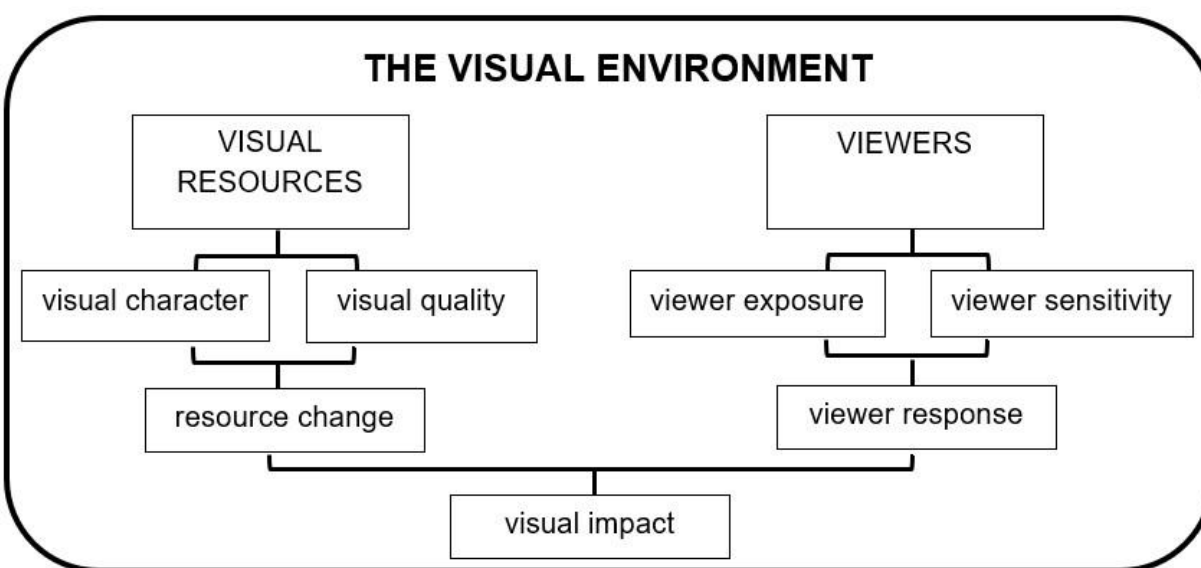 THE VISUAL ENVIRONMENT
VISUAL
RESOURCES
VIEWERS
visual character
visual quality
viewer exposure
viewer sensitivity
resource change
viewer response
visual impact